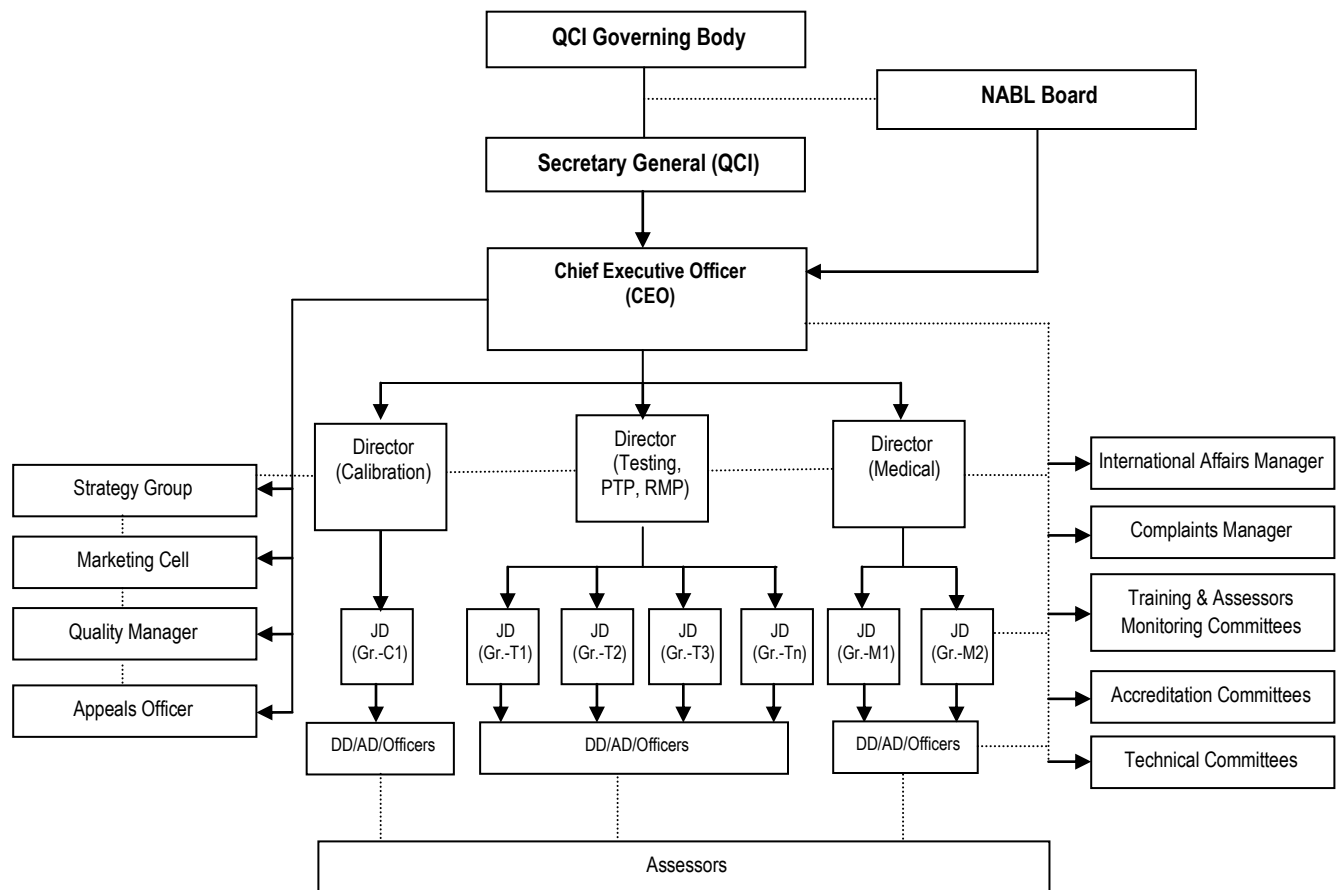 QCI Governing Body
NABL Board
Secretary General (QCI)
Chief Executive Officer
(CEO)
Director
(Calibration)
Director
(Testing,
PTP, RMP)
Director
(Medical)
Strategy Group
Marketing Cell
Quality Manager
Appeals Officer
International Affairs Manager
Complaints Manager
Training & Assessors
Monitoring Committees
Accreditation Committees
Technical Committees
JD
(Gr.-C1)
JD
(Gr.-T1)
JD
(Gr.-T2)
JD
(Gr.-T3)
JD
(Gr.-Tn)
JD
(Gr.-M1)
JD
(Gr.-M2)
DD/AD/Officers
DD/AD/Officers
DD/AD/Officers
Assessors